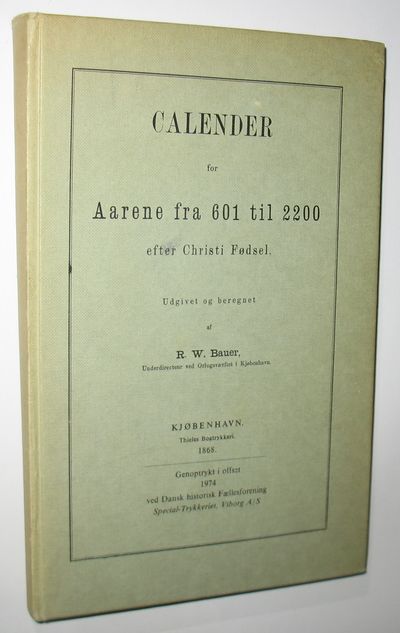 CALENDER
for
Aarene fra 601 til 2200
efter Christi Fødsel.
Udgivet og beregnet
af
R. W. Bauer,
Underdirecteur ved Orlogsværftet i Kjøbenhavn.
KJØBENHAVN.
Thieles Bogtrykkeri.
1868.
Genoptrykt i offset
1974
ved Dansk historisk Fællesforening
Special-Trykkeriet, Viborg A/S